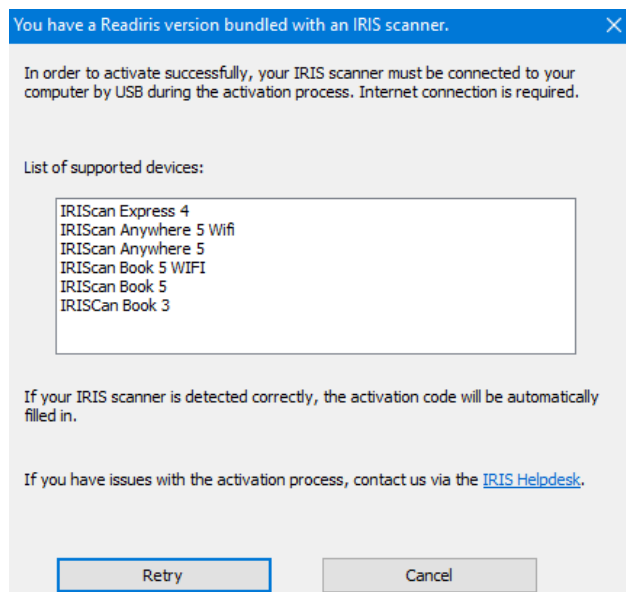 You have a Readiris version bundled with an IRIS scanner.
In order to activate successfully, your IRIS scanner must be connected to your
computer by USB during the activation process. Internet connection is required.
List of supported devices:
IRIScan Express 4
IRIScan Anywhere 5 Wifi
IRIScan Anywhere 5
IRIScan Book 5 WIFI
IRIScan Book 5
IRISCan Book 3
If your IRIS scanner is detected correctly, the activation code will be automatically
filled in.
If you have issues with the activation process, contact us via the IRIS Helpdesk.
Retry
Cancel